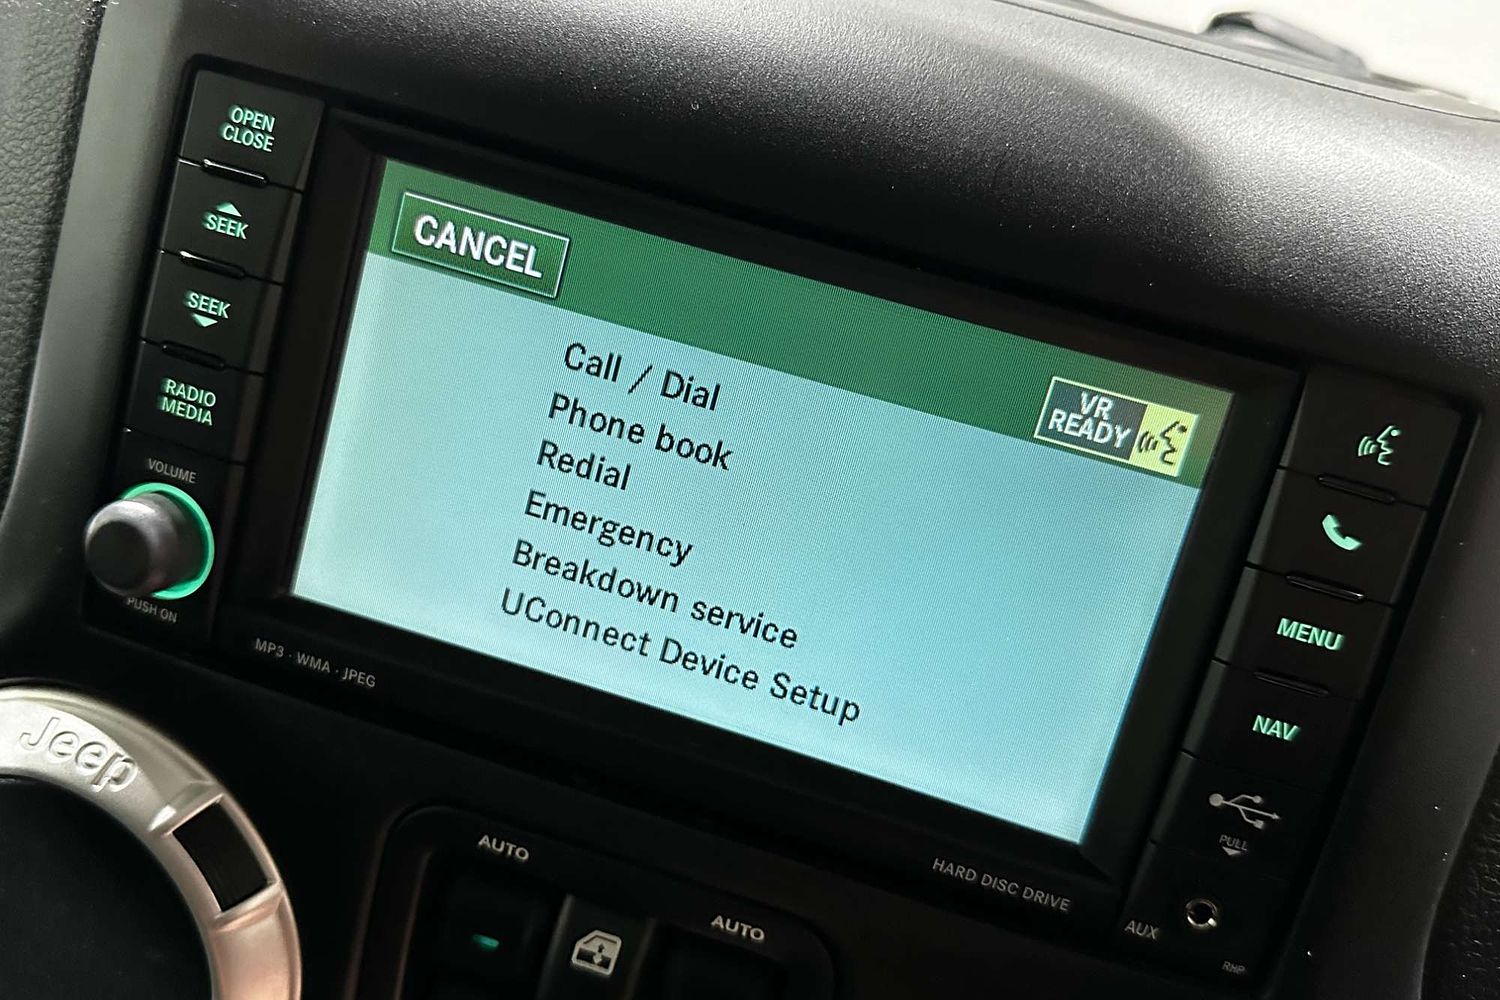 OPEN
CLOSE
SEEK
SEEK
RADIO
MEDIA
VOLUME
PUSH ON
MP3 · WMA · JPEG
CANCEL
VR
READY
Call / Dial
Phone book
Redial
Emergency
Breakdown service
UConnect Device Setup
MENU
NAV
PULL
HARD DISC DRIVE
AUX
RHP
Jeep
AUTO
AUTO